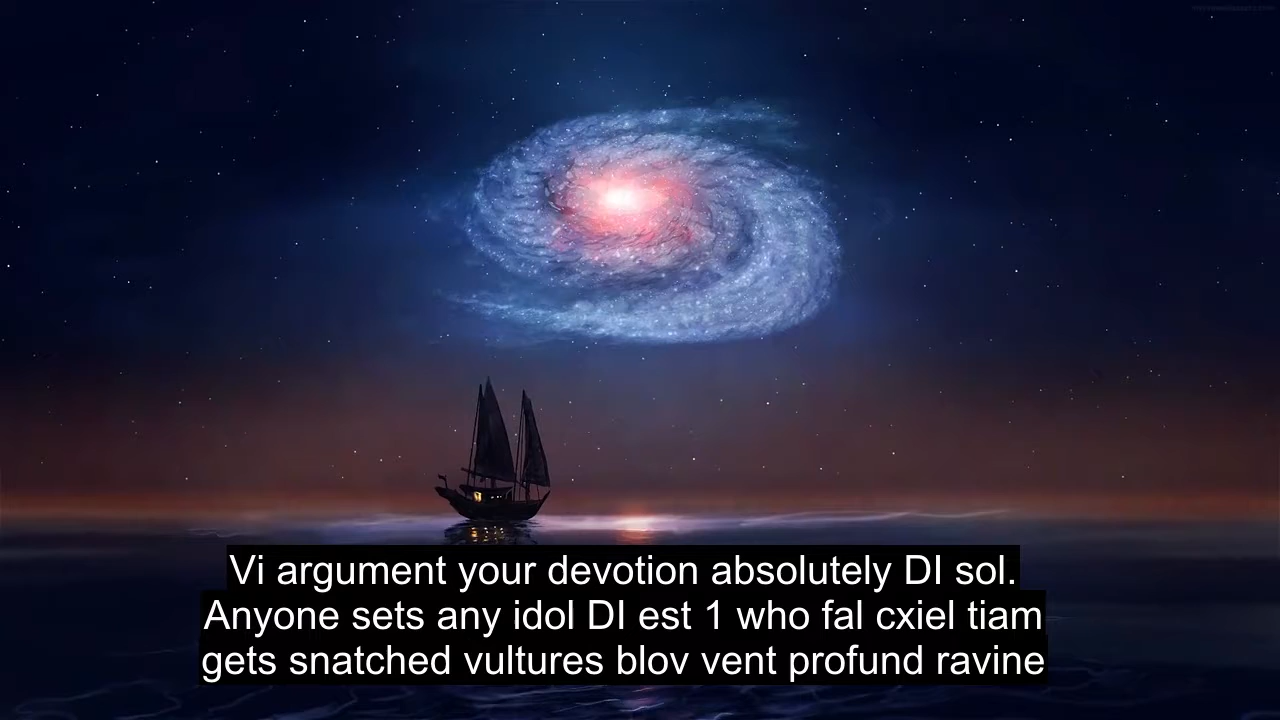 Vi argument your devotion absolutely DI sol.
Anyone sets any idol DI est 1 who fal cxiel tiam
gets snatched vultures blov vent profund ravine